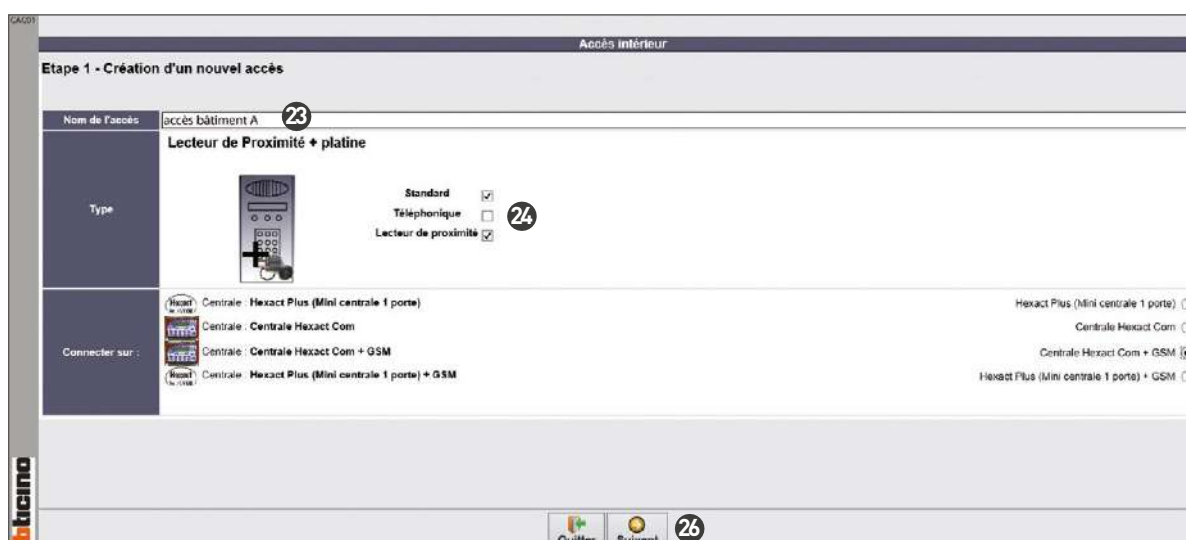 CAC01
Accès intérieur
Etape 1 - Création d'un nouvel accès
Nom de l'accès accès bâtiment A 23
Lecteur de Proximité + platine
Type
Standard
Téléphonique 24
Lecteur de proximité
Connecter sur :
Centrale : Hexact Plus (Mini centrale 1 porte) Hexact Plus (Mini centrale 1 porte)
Centrale : Centrale Hexact Com Centrale Hexact Com
Centrale : Centrale Hexact Com + GSM Centrale Hexact Com + GSM
Centrale : Hexact Plus (Mini centrale 1 porte) + GSM Hexact Plus (Mini centrale 1 porte) + GSM
bticino
Quitter Suivant 26